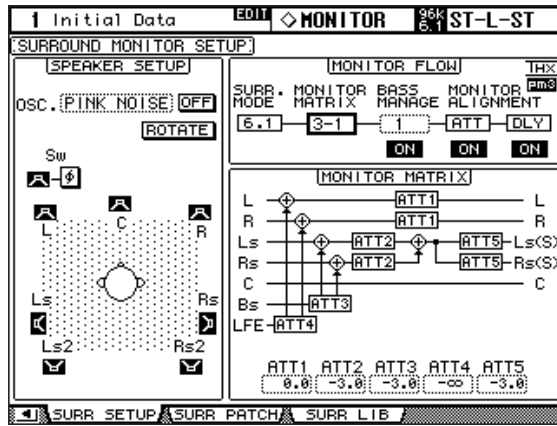 1 Initial Data EDIT ◇MONITOR 96k 6.1 ST-L-ST
SURROUND MONITOR SETUP
SPEAKER SETUP
OSC. PINK NOISE OFF
ROTATE
Sw
ϕ
L C R
Ls Rs
Ls2 Rs2
MONITOR FLOW THX pm3
SURR. MODE MONITOR MATRIX BASS MANAGE MONITOR ALIGNMENT
6.1 3-1 1 ATT DLY
ON ON ON
MONITOR MATRIX
L ATT1 L
R ATT1 R
Ls ATT2 ATT5 Ls(S)
Rs ATT2 ATT5 Rs(S)
C C
Bs ATT3
LFE ATT4
ATT1 ATT2 ATT3 ATT4 ATT5
0.0 -3.0 -3.0 -∞ -3.0
SURR SETUP SURR PATCH SURR LIB